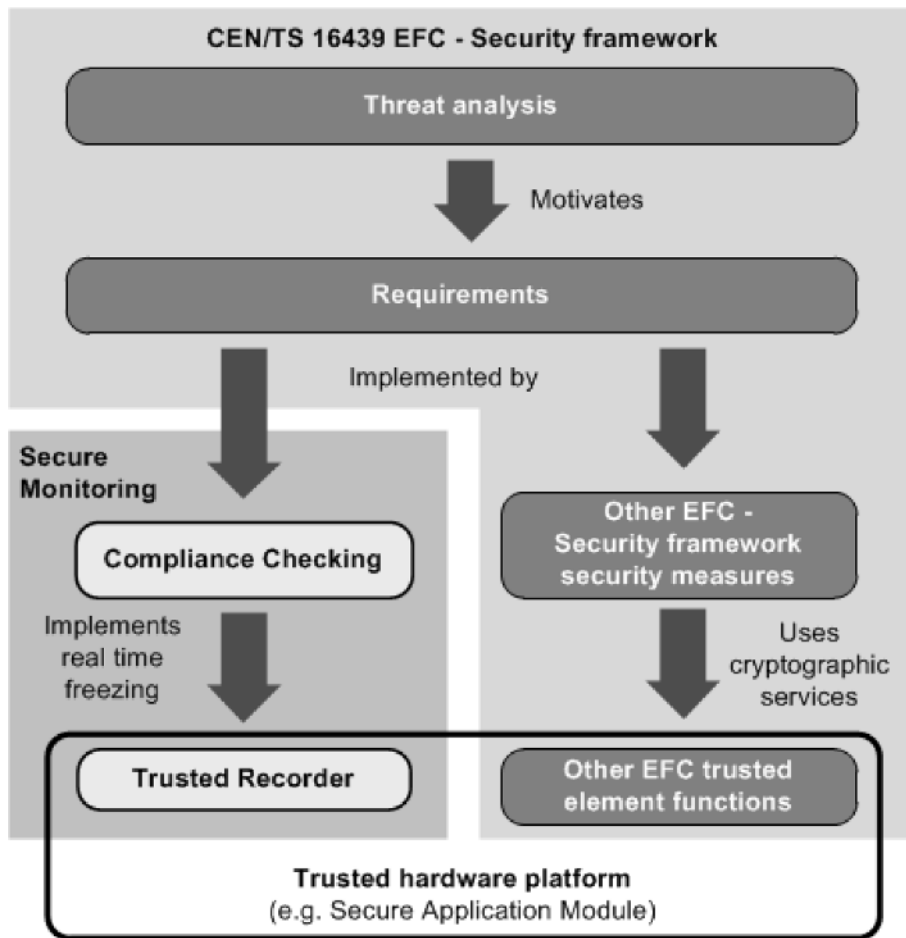 CEN/TS 16439 EFC - Security framework
Threat analysis
Motivates
Requirements
Implemented by
Secure
Monitoring
Compliance Checking
Other EFC -
Security framework
security measures
Implements
real time
freezing
Uses
cryptographic
services
Trusted Recorder
Other EFC trusted
element functions
Trusted hardware platform
(e.g. Secure Application Module)